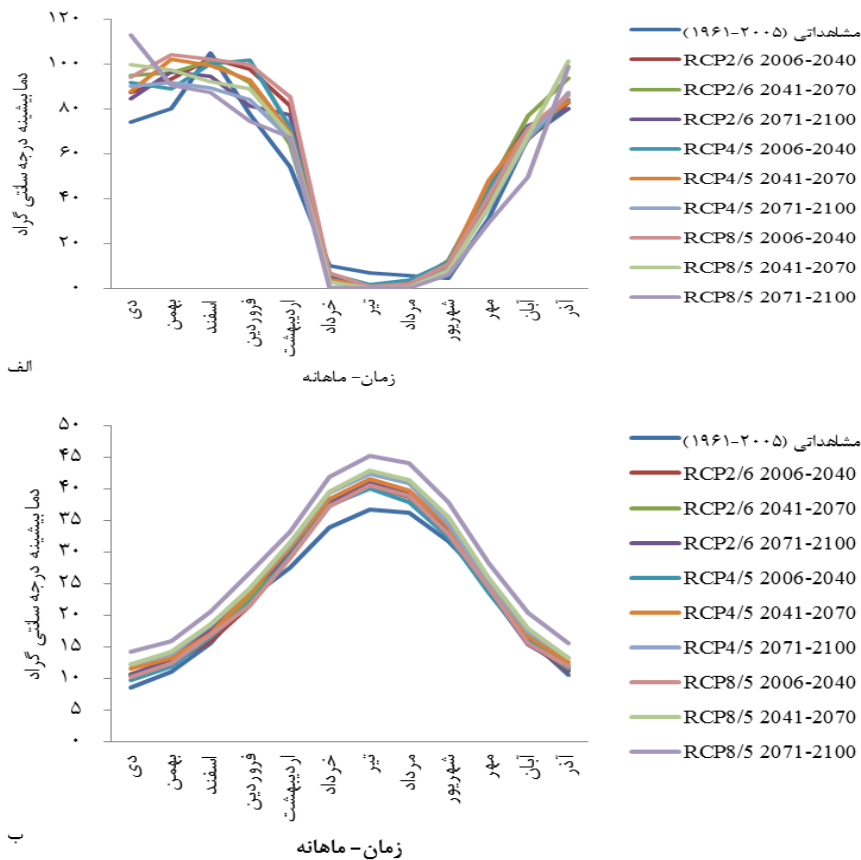 ۱۲۰
۱۰۰
۸۰
۶۰
۴۰
۲۰
۰
دما بیشینه درجه سانتی گراد
دی
بهمن
اسفند
فروردین
اردیبهشت
خرداد
تیر
مرداد
شهریور
مهر
آبان
آذر
زمان- ماهانه
الف
مشاهداتی (۱۹۶۱-۲۰۰۵)
RCP2/6 2006-2040
RCP2/6 2041-2070
RCP2/6 2071-2100
RCP4/5 2006-2040
RCP4/5 2041-2070
RCP4/5 2071-2100
RCP8/5 2006-2040
RCP8/5 2041-2070
RCP8/5 2071-2100
۵۰
۴۵
۴۰
۳۵
۳۰
۲۵
۲۰
۱۵
۱۰
۵
۰
دما بیشینه درجه سانتی گراد
دی
بهمن
اسفند
فروردین
اردیبهشت
خرداد
تیر
مرداد
شهریور
مهر
آبان
آذر
زمان- ماهانه
ب
مشاهداتی (۱۹۶۱-۲۰۰۵)
RCP2/6 2006-2040
RCP2/6 2041-2070
RCP2/6 2071-2100
RCP4/5 2006-2040
RCP4/5 2041-2070
RCP4/5 2071-2100
RCP8/5 2006-2040
RCP8/5 2041-2070
RCP8/5 2071-2100